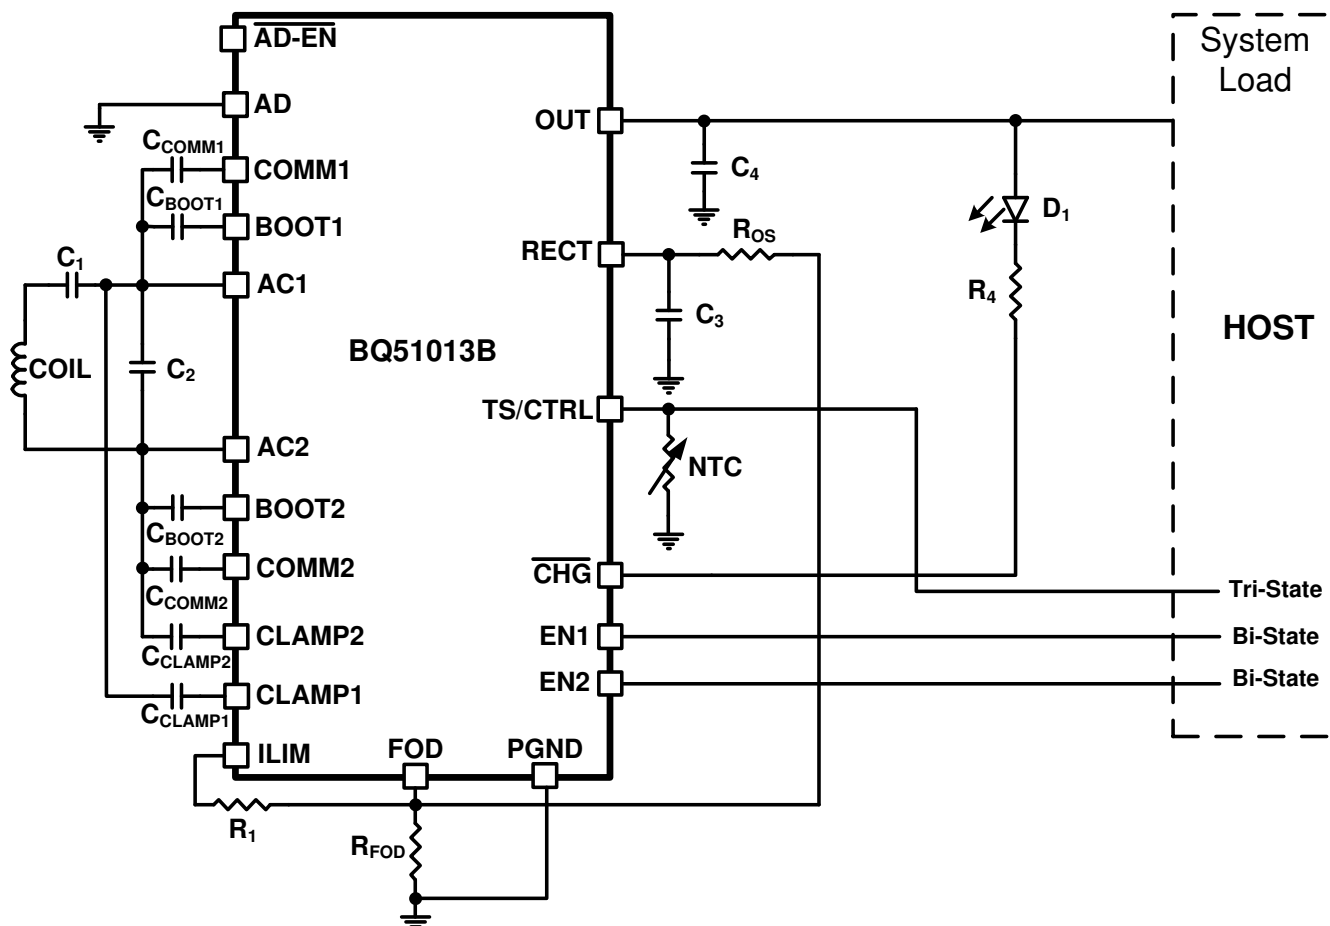 AD-EN
System
Load
AD
OUT
C_COMM1
COMM1
C4
C_BOOT1
D1
BOOT1
R_OS
RECT
C1
AC1
R4
C3
HOST
BQ51013B
COIL
C2
TS/CTRL
AC2
NTC
BOOT2
C_BOOT2
COMM2
CHG
C_COMM2
Tri-State
CLAMP2
EN1
Bi-State
C_CLAMP2
EN2
Bi-State
CLAMP1
C_CLAMP1
ILIM
FOD
PGND
R1
R_FOD